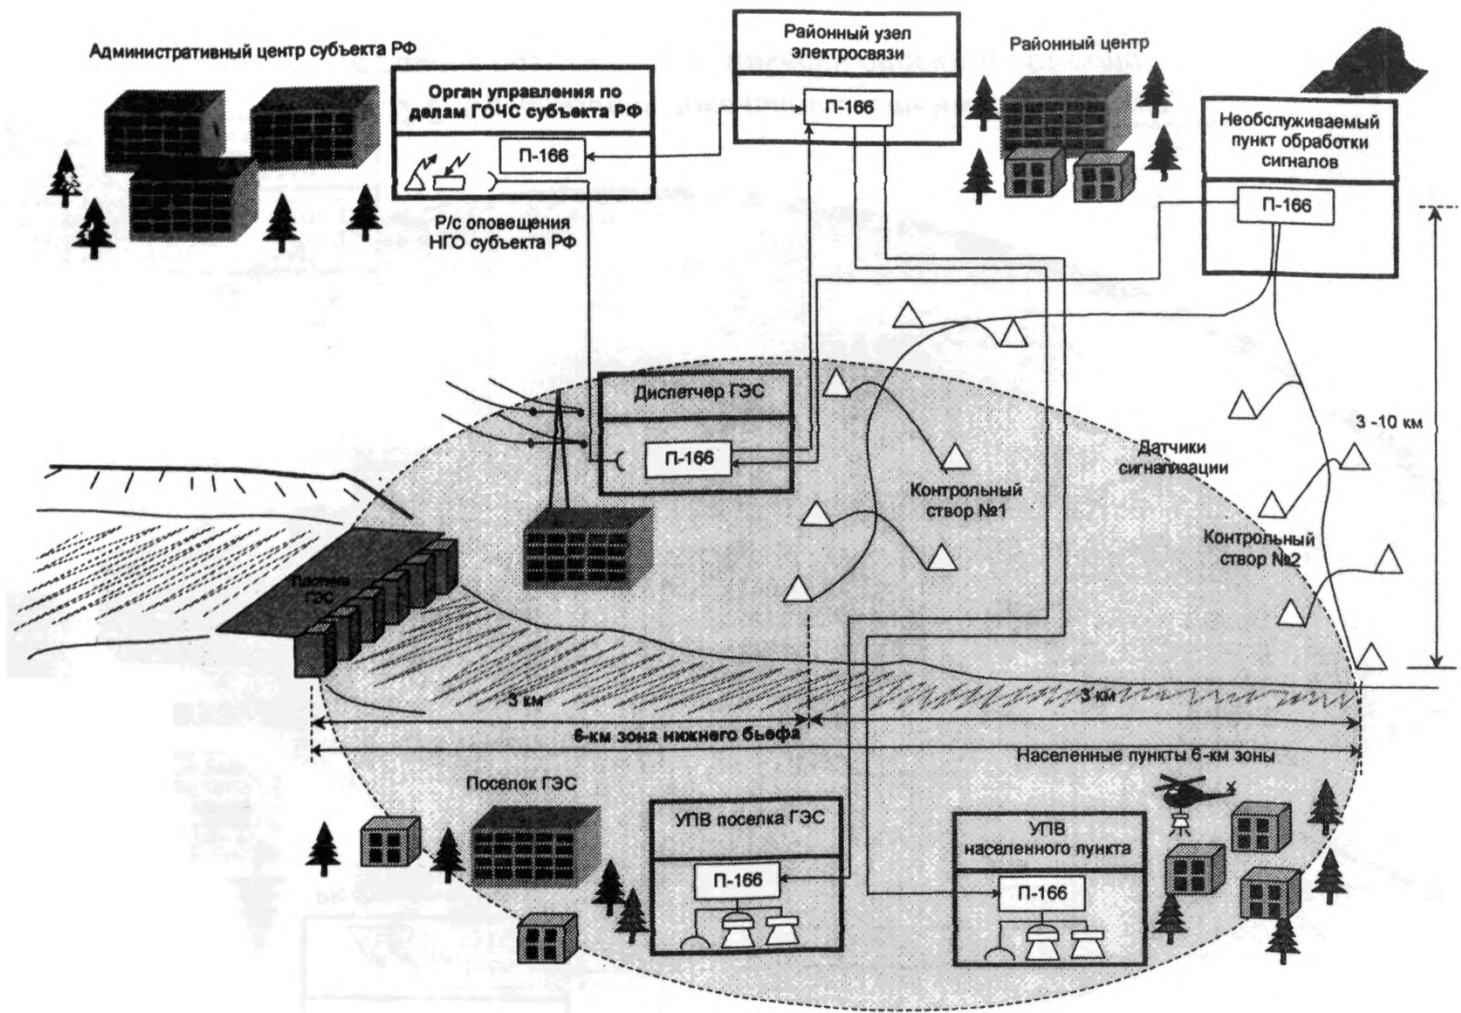 Административный центр субъекта РФ
Орган управления по
делам ГОЧС субъекта РФ
П-166
Р/с оповещения
НГО субъекта РФ
Районный узел
электросвязи
П-166
Районный центр
Необслуживаемый
пункт обработки
сигналов
П-166
Диспетчер ГЭС
П-166
Датчики
сигнализации
3 -10 км
Контрольный
створ №1
Контрольный
створ №2
Плотина
ГЭС
3 км
3 км
6-км зона нижнего бьефа
Населенные пункты 6-км зоны
Поселок ГЭС
УПВ поселка ГЭС
П-166
УПВ
населенного пункта
П-166